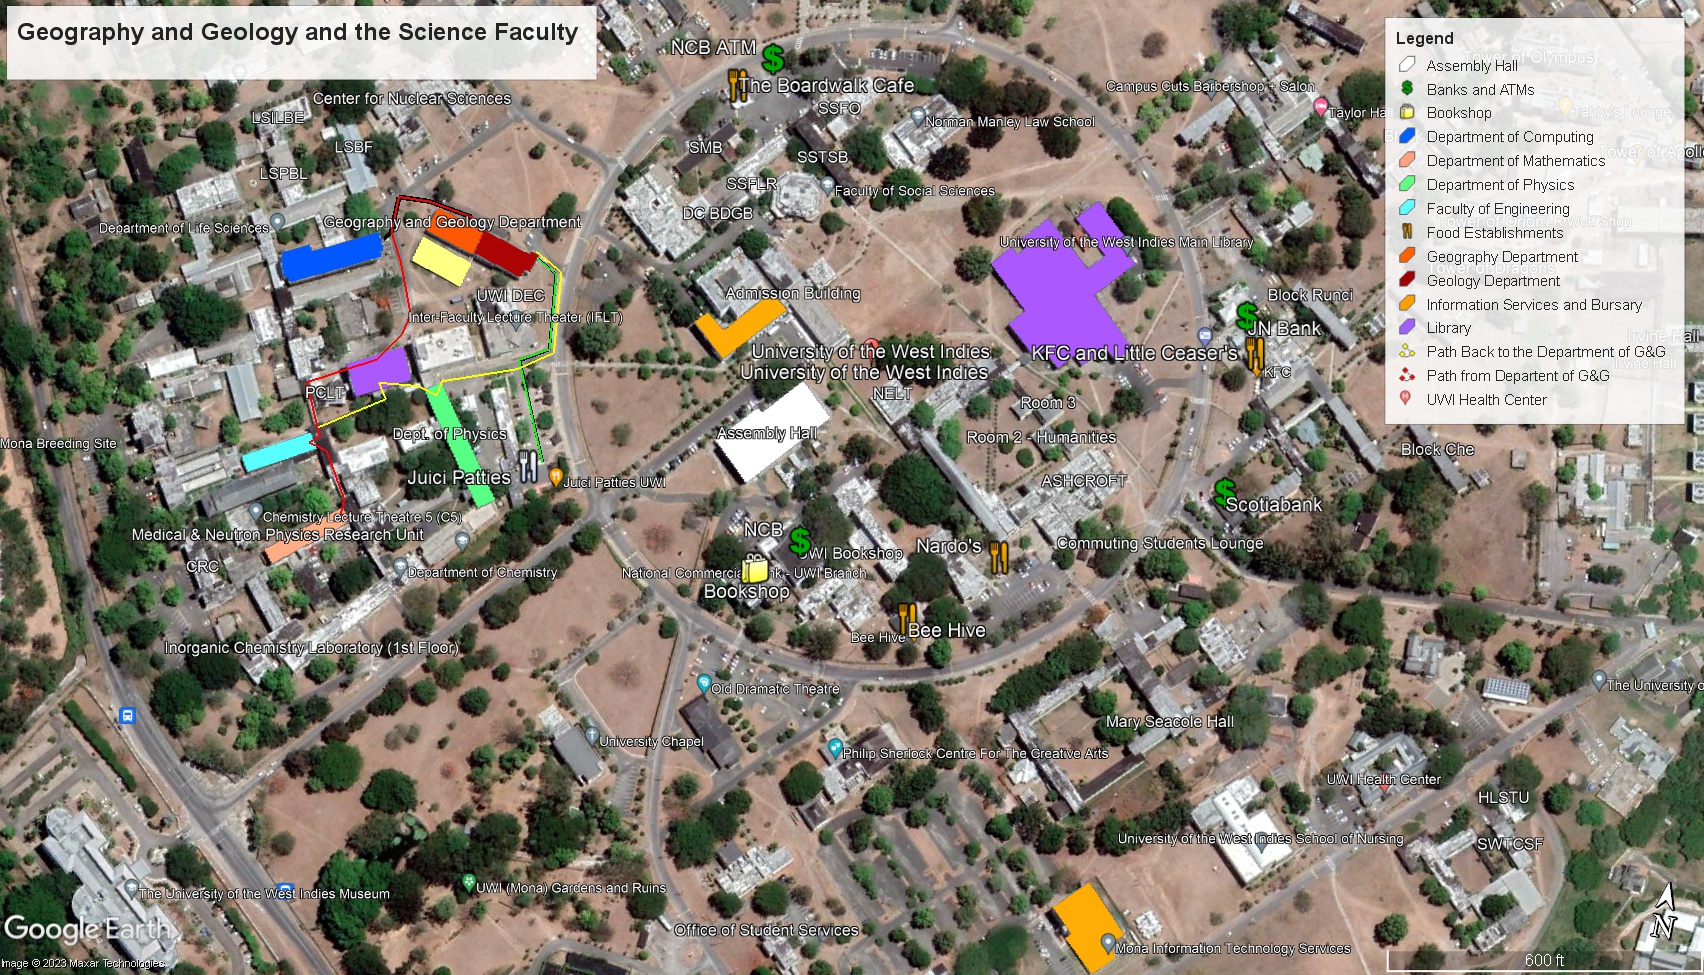 Geography and Geology and the Science Faculty
Legend
Assembly Hall
Banks and ATMs
Bookshop
Department of Computing
Department of Mathematics
Department of Physics
Faculty of Engineering
Food Establishments
Geography Department
Geology Department
Information Services and Bursary
Library
Path Back to the Department of G&G
Path from Departent of G&G
UWI Health Center
NCB ATM
The Boardwalk Cafe
SSFO
Center for Nuclear Sciences
LSILBE
LSBF
LSPBL
Campus Cuts Barbershop + Salon
Taylor Hall
Norman Manley Law School
SMB
SSTSB
SSFLR
Faculty of Social Sciences
DC BDGB
Department of Life Sciences
Geography and Geology Department
University of the West Indies Main Library
UWI DEC
Inter-Faculty Lecture Theater (IFLT)
Admission Building
Block Runci
JN Bank
KFC and Little Ceaser's
KFC
University of the West Indies
University of the West Indies
NELT
PCLT
Room 3
Room 2 - Humanities
Mona Breeding Site
Dept. of Physics
Assembly Hall
Block Che
Juici Patties
Juici Patties UWI
ASHCROFT
Scotiabank
Chemistry Lecture Theatre 5 (C5)
Medical & Neutron Physics Research Unit
CRC
Department of Chemistry
NCB
UWI Bookshop
National Commercial Bank - UWI Branch
Bookshop
Nardo's
Commuting Students Lounge
Bee Hive
Bee Hive
Inorganic Chemistry Laboratory (1st Floor)
Old Dramatic Theatre
The University o
Mary Seacole Hall
University Chapel
Philip Sherlock Centre For The Creative Arts
UWI Health Center
HLSTU
University of the West Indies School of Nursing
SWTCSF
The University of the West Indies Museum
UWI (Mona) Gardens and Ruins
Office of Student Services
Mona Information Technology Services
Google Earth
Image © 2023 Maxar Technologies
N
600 ft